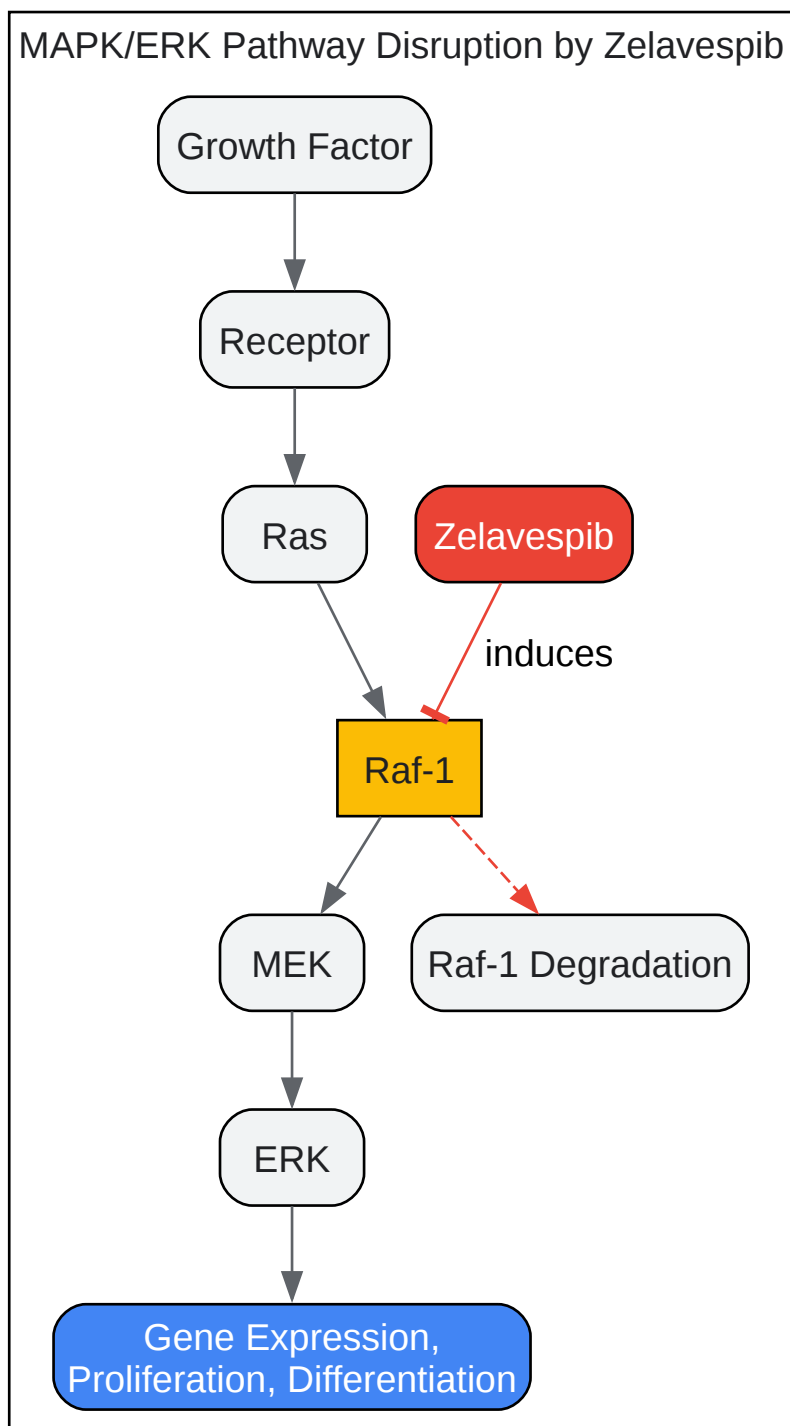 MAPK/ERK Pathway Disruption by Zelavespib
Growth Factor
Receptor
Ras
Zelavespib
induces
Raf-1
MEK
Raf-1 Degradation
ERK
Gene Expression,
Proliferation, Differentiation